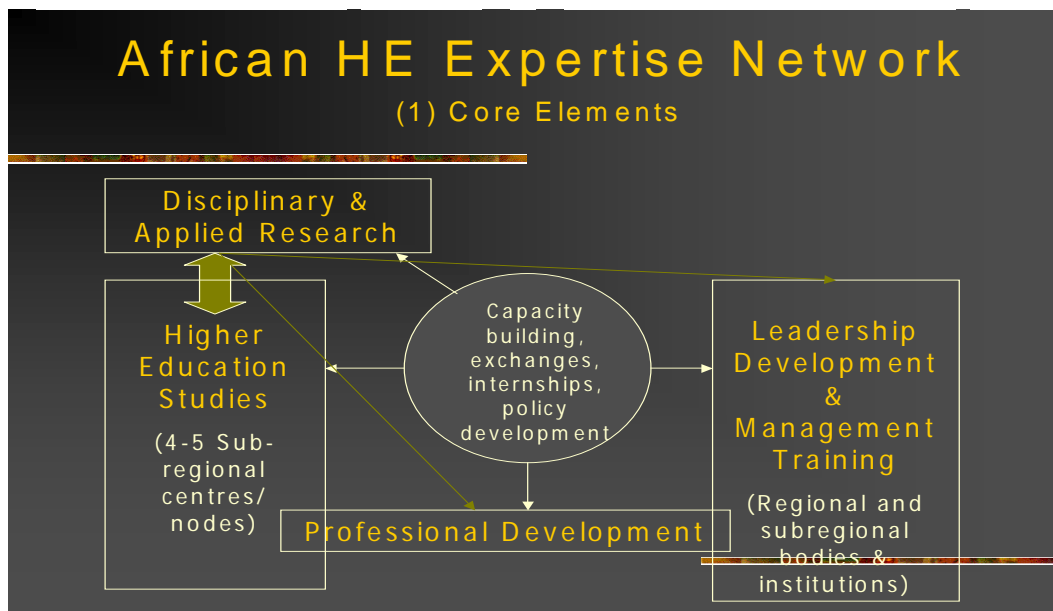 African HE Expertise Network
(1) Core Elements
Disciplinary &
Applied Research
Higher
Education
Studies
(4-5 Sub-
regional
centres/
nodes)
Capacity
building,
exchanges,
internships,
policy
development
Professional Development
Leadership
Development
&
Management
Training
(Regional and
subregional
bodies &
institutions)